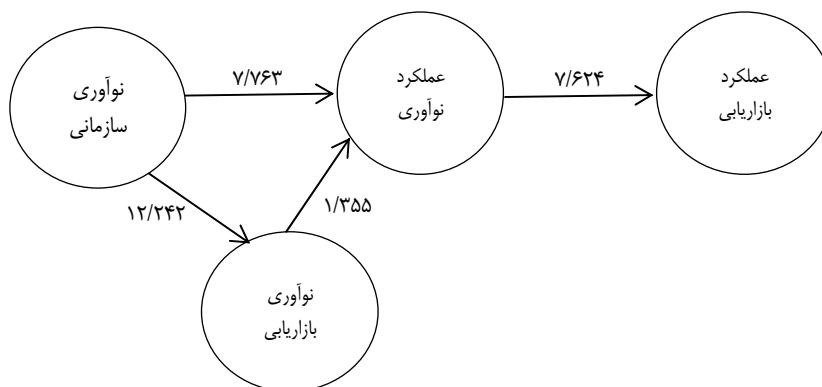 نوآوری
سازمانی
۷/۷۶۳
عملکرد
نوآوری
۷/۶۲۴
عملکرد
بازاریابی
۱۲/۲۴۲
۱/۳۵۵
نوآوری
بازاریابی